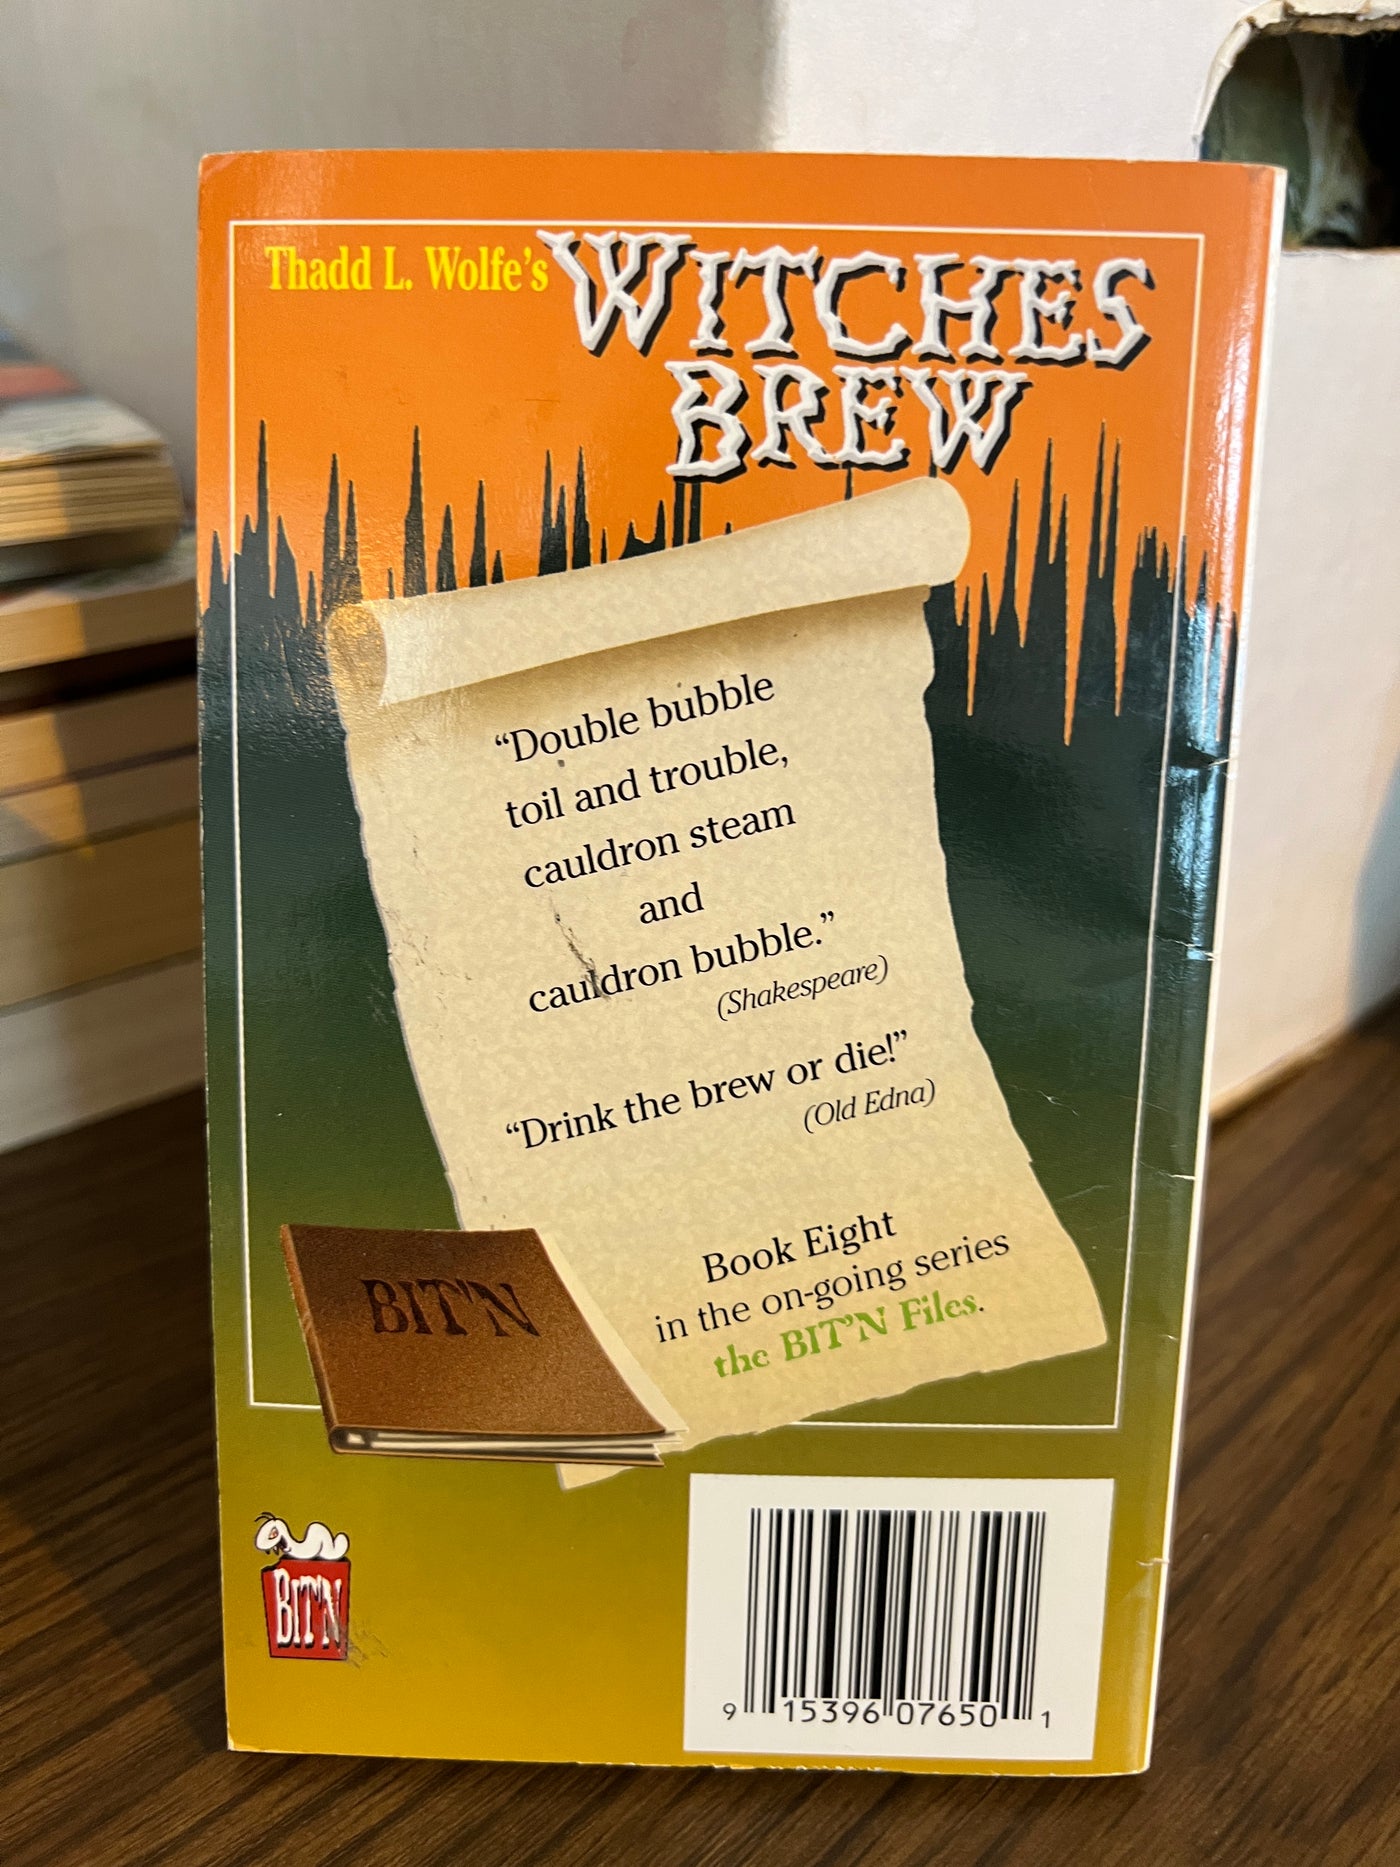 Thadd L. Wolfe's WITCHES
BREW
“Double bubble
toil and trouble,
cauldron steam
and
cauldron bubble.”
(Shakespeare)
“Drink the brew or die!”
(Old Edna)
Book Eight
in the on-going series
the BIT'N Files.
BIT'N
BIT'N
9 15396 07650 1